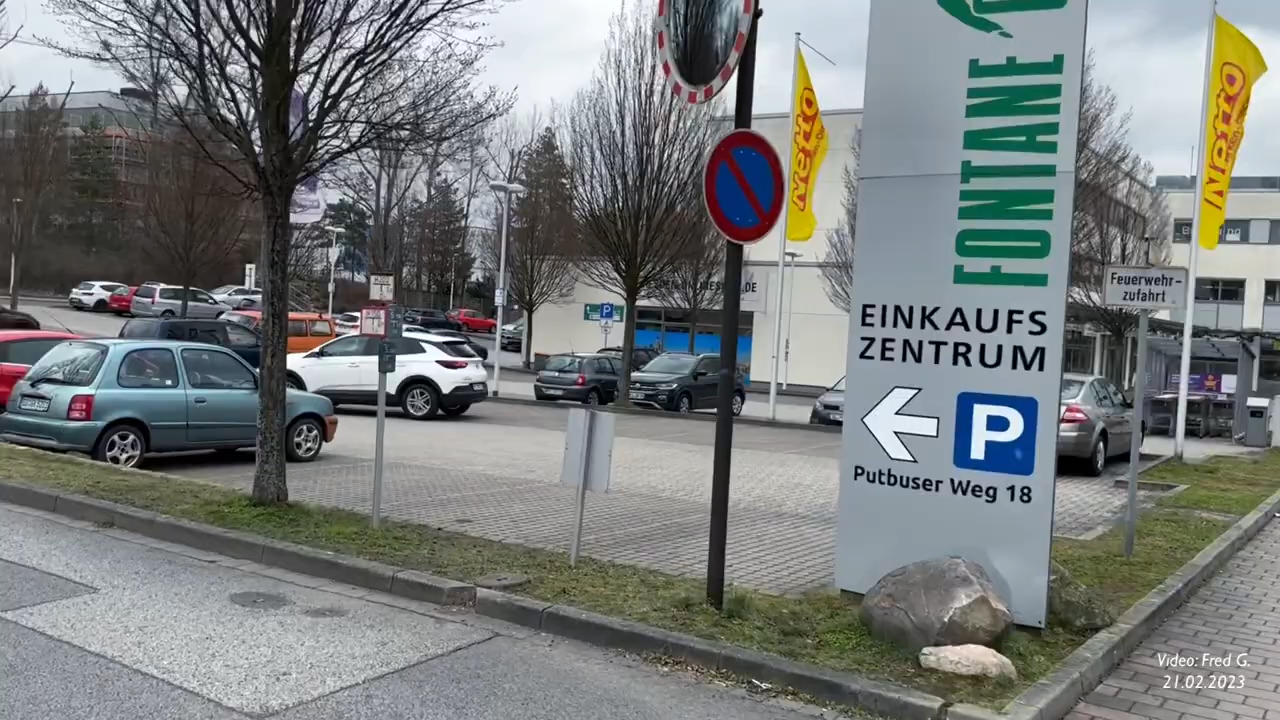 FONTANE
EINKAUFS
ZENTRUM
P
Putbuser Weg 18
Feuerwehr-
zufahrt
Netto
Netto
P
Video: Fred G.
21.02.2023